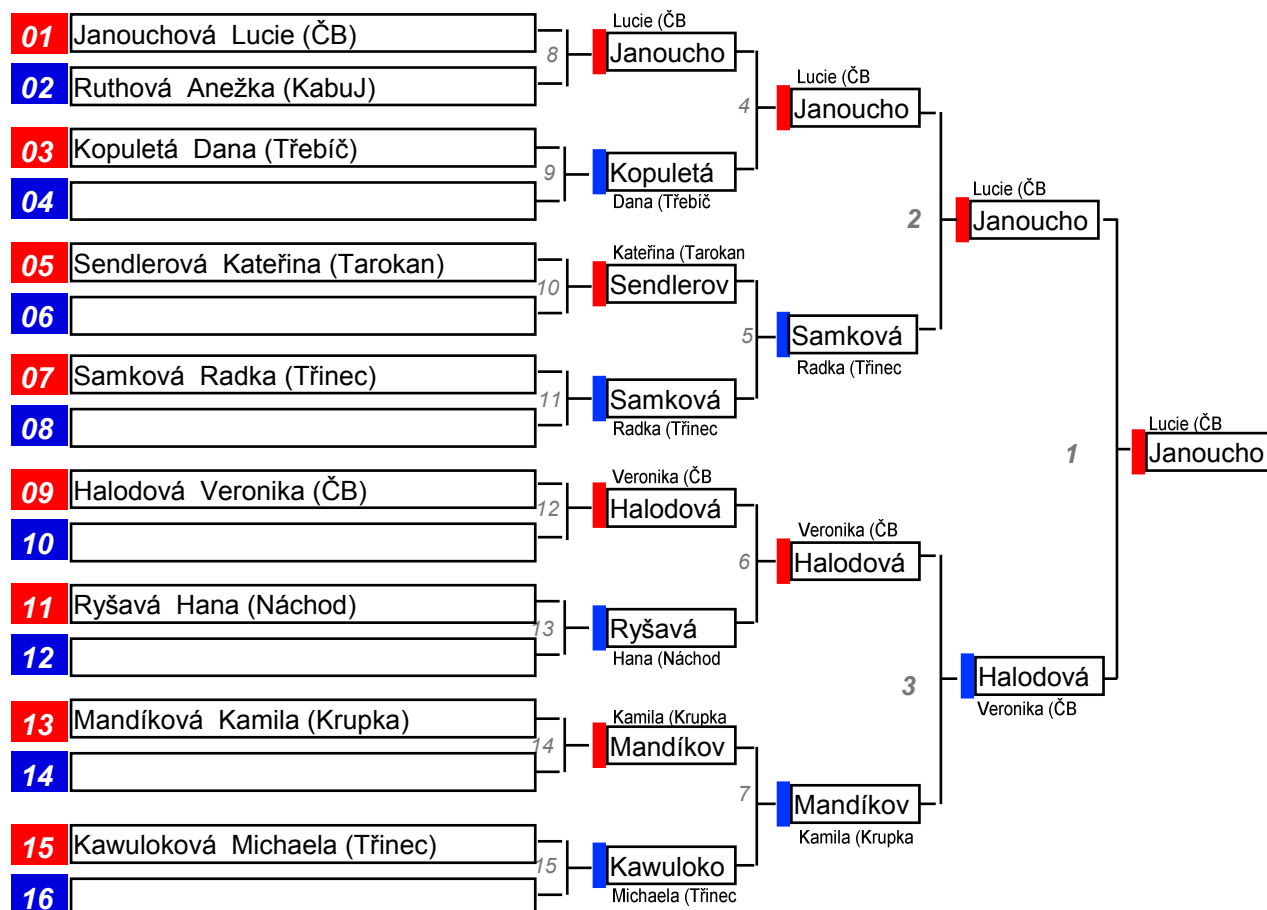 01 Janouchová Lucie (ČB)
02 Ruthová Anežka (KabuJ)
03 Kopuletá Dana (Třebíč)
04
05 Sendlerová Kateřina (Tarokan)
06
07 Samková Radka (Třinec)
08
09 Halodová Veronika (ČB)
10
11 Ryšavá Hana (Náchod)
12
13 Mandíková Kamila (Krupka)
14
15 Kawuloková Michaela (Třinec)
16
8
9
10
11
12
13
14
15
Lucie (ČB
Janoucho
Kopuletá
Dana (Třebíč
Kateřina (Tarokan
Sendlerov
Samková
Radka (Třinec
Veronika (ČB
Halodová
Ryšavá
Hana (Náchod
Kamila (Krupka
Mandíkov
Kawuloko
Michaela (Třinec
4
5
6
7
Lucie (ČB
Janoucho
Samková
Radka (Třinec
Veronika (ČB
Halodová
Mandíkov
Kamila (Krupka
2
3
Lucie (ČB
Janoucho
Halodová
Veronika (ČB
1
Lucie (ČB
Janoucho